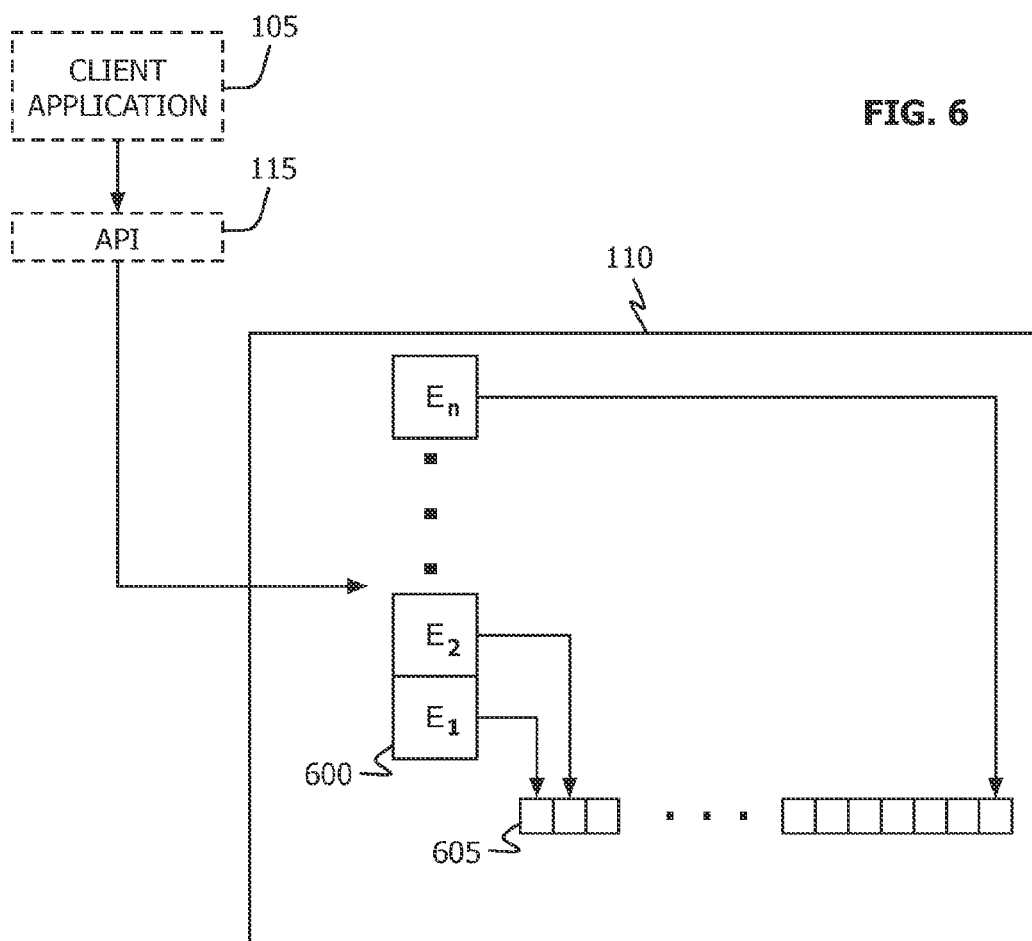 105
CLIENT
APPLICATION
FIG. 6
115
API
110
En
E2
E1
600
605